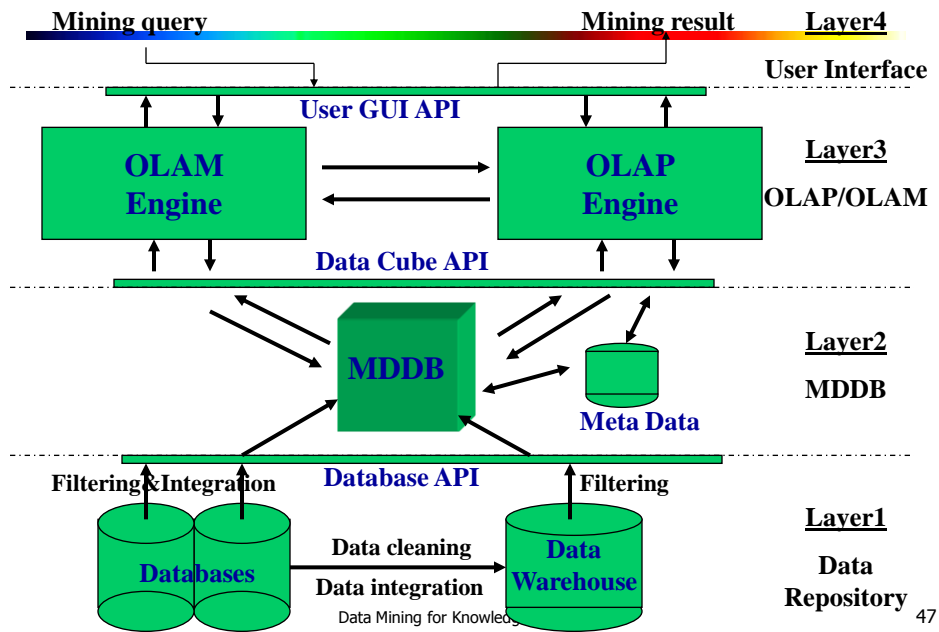 Mining query
Mining result
Layer4
User Interface
User GUI API
OLAM
Engine
OLAP
Engine
Layer3
OLAP/OLAM
Data Cube API
MDDB
Meta Data
Layer2
MDDB
Filtering&Integration
Database API
Filtering
Layer1
Data
Repository
Databases
Data cleaning
Data integration
Data
Warehouse
Data Mining for
47